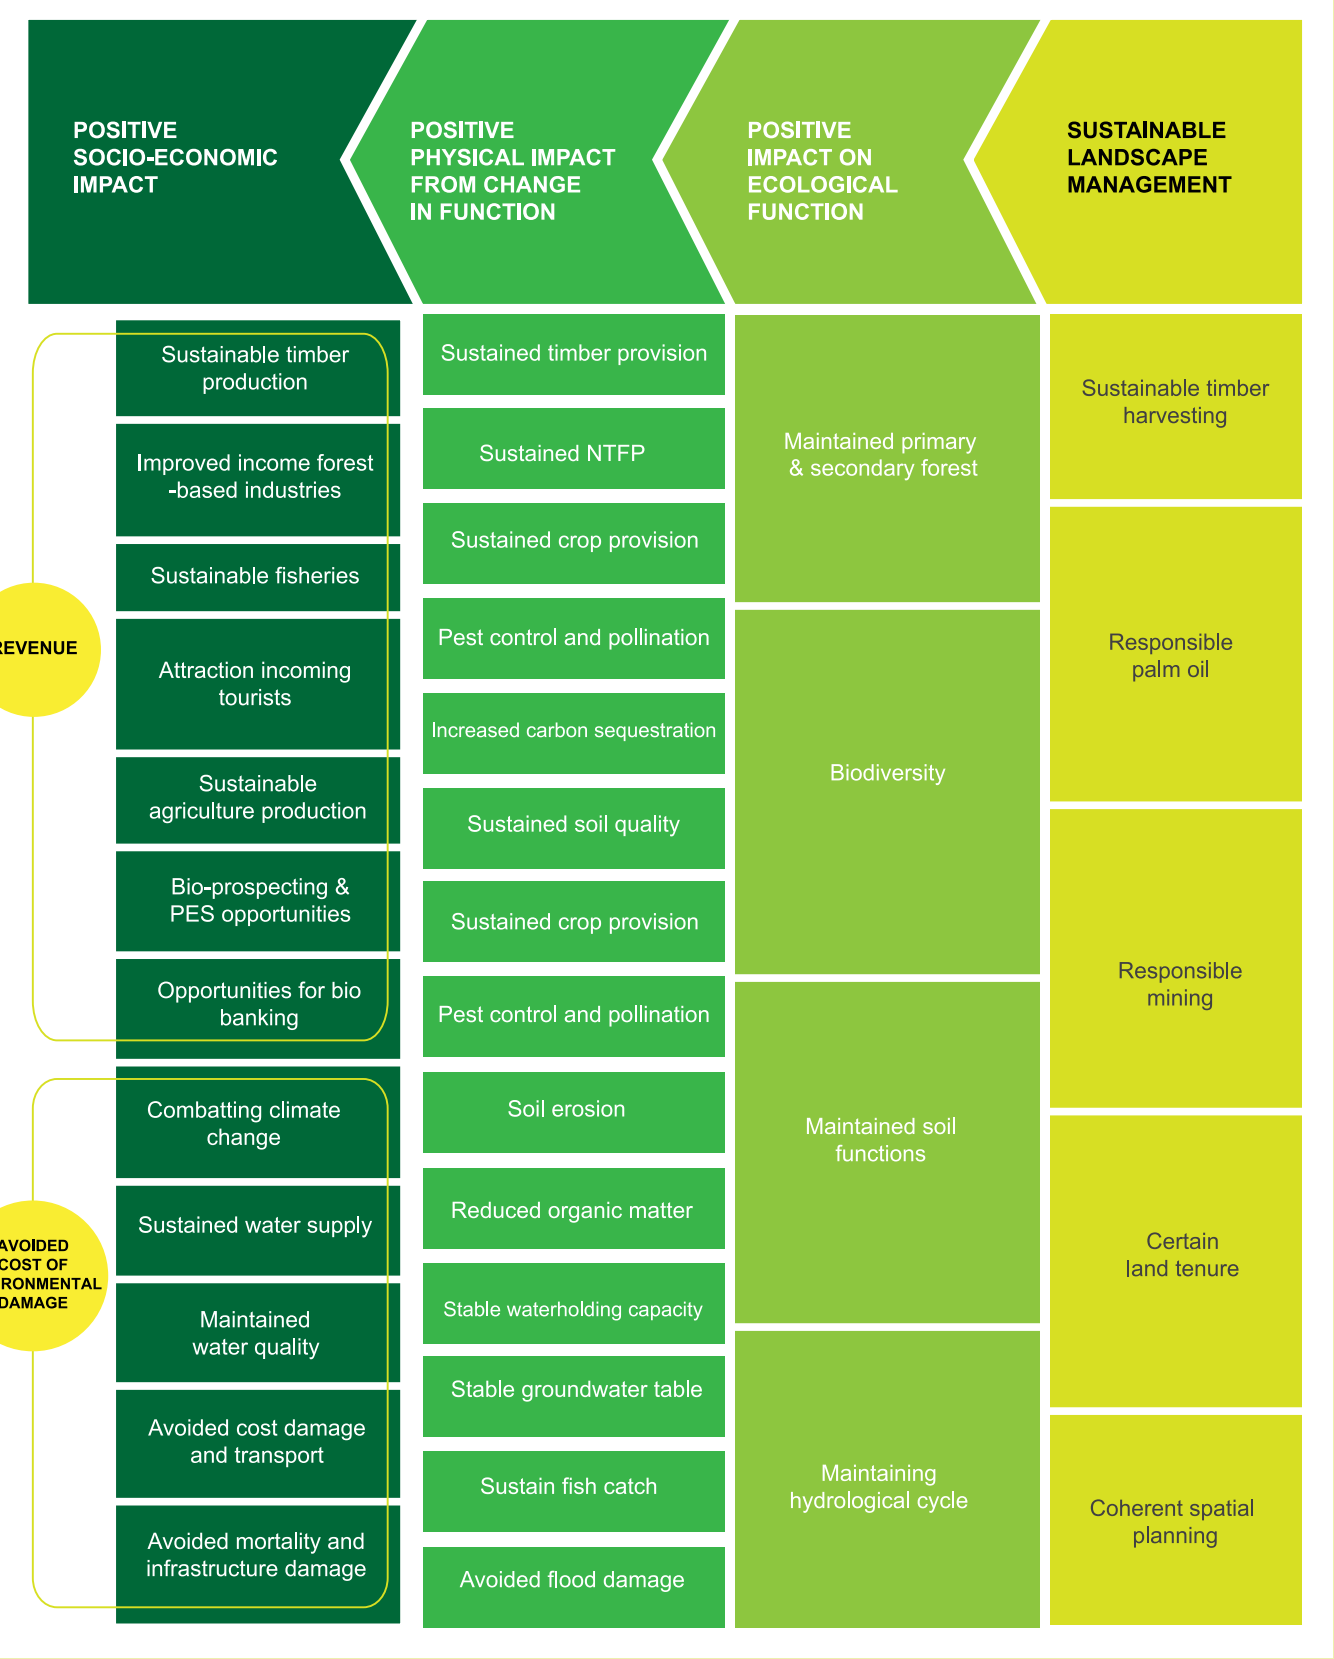 POSITIVE
SOCIO-ECONOMIC
IMPACT
POSITIVE
PHYSICAL IMPACT
FROM CHANGE
IN FUNCTION
POSITIVE
IMPACT ON
ECOLOGICAL
FUNCTION
SUSTAINABLE
LANDSCAPE
MANAGEMENT
REVENUE
Sustainable timber
production
Improved income forest
-based industries
Sustainable fisheries
Attraction incoming
tourists
Sustainable
agriculture production
Bio-prospecting &
PES opportunities
Opportunities for bio
banking
AVOIDED
COST OF
RONMENTAL
DAMAGE
Combatting climate
change
Sustained water supply
Maintained
water quality
Avoided cost damage
and transport
Avoided mortality and
infrastructure damage
Sustained timber provision
Sustained NTFP
Sustained crop provision
Pest control and pollination
Increased carbon sequestration
Sustained soil quality
Sustained crop provision
Pest control and pollination
Soil erosion
Reduced organic matter
Stable waterholding capacity
Stable groundwater table
Sustain fish catch
Avoided flood damage
Maintained primary
& secondary forest
Biodiversity
Maintained soil
functions
Maintaining
hydrological cycle
Sustainable timber
harvesting
Responsible
palm oil
Responsible
mining
Certain
land tenure
Coherent spatial
planning